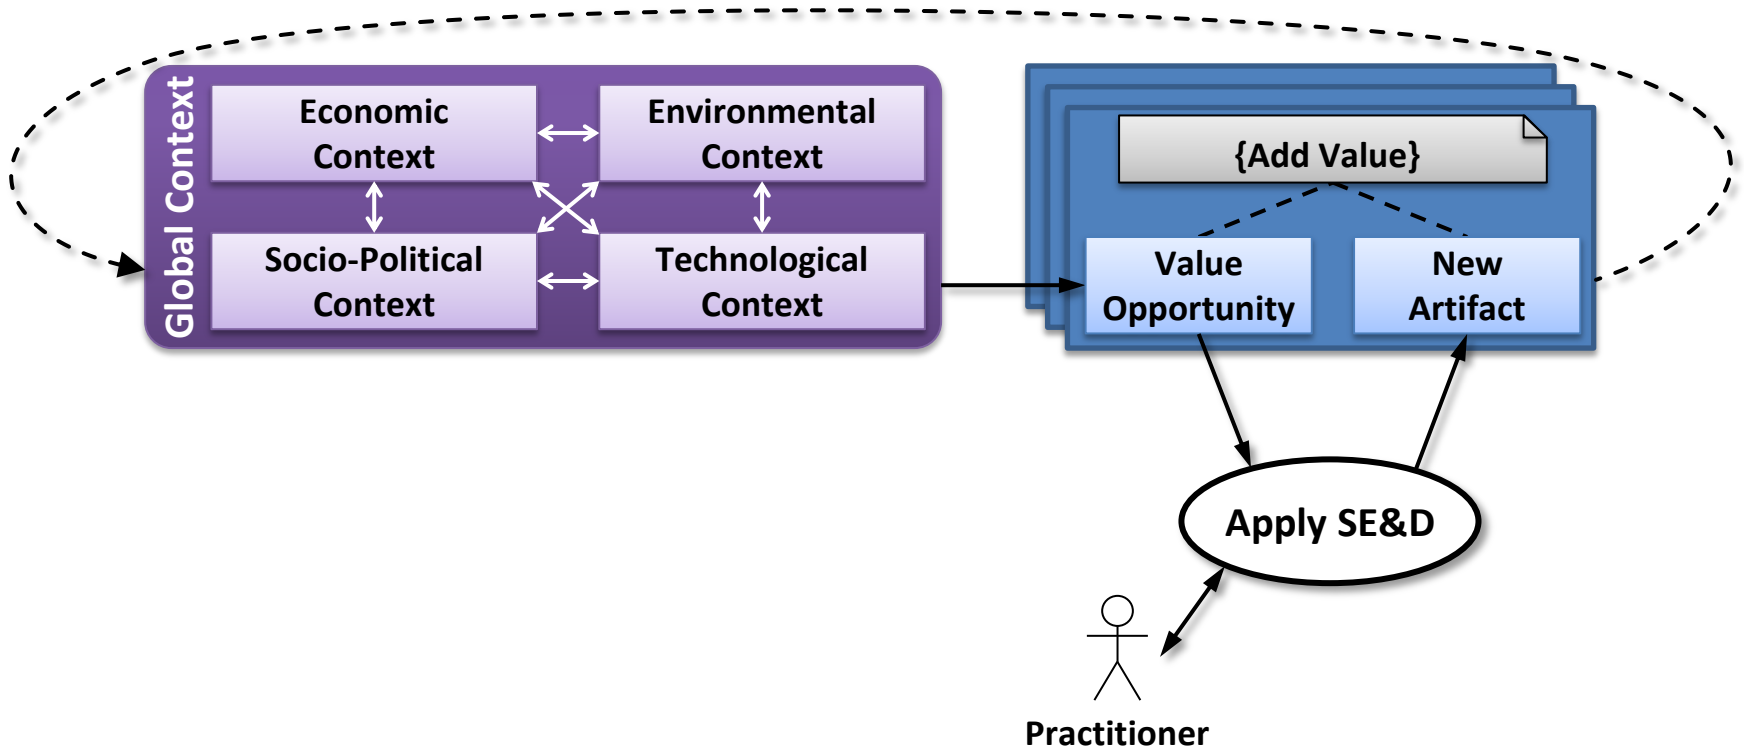 Global Context
Economic
Context
Environmental
Context
Socio-Political
Context
Technological
Context
{Add Value}
Value
Opportunity
New
Artifact
Apply SE&D
Practitioner